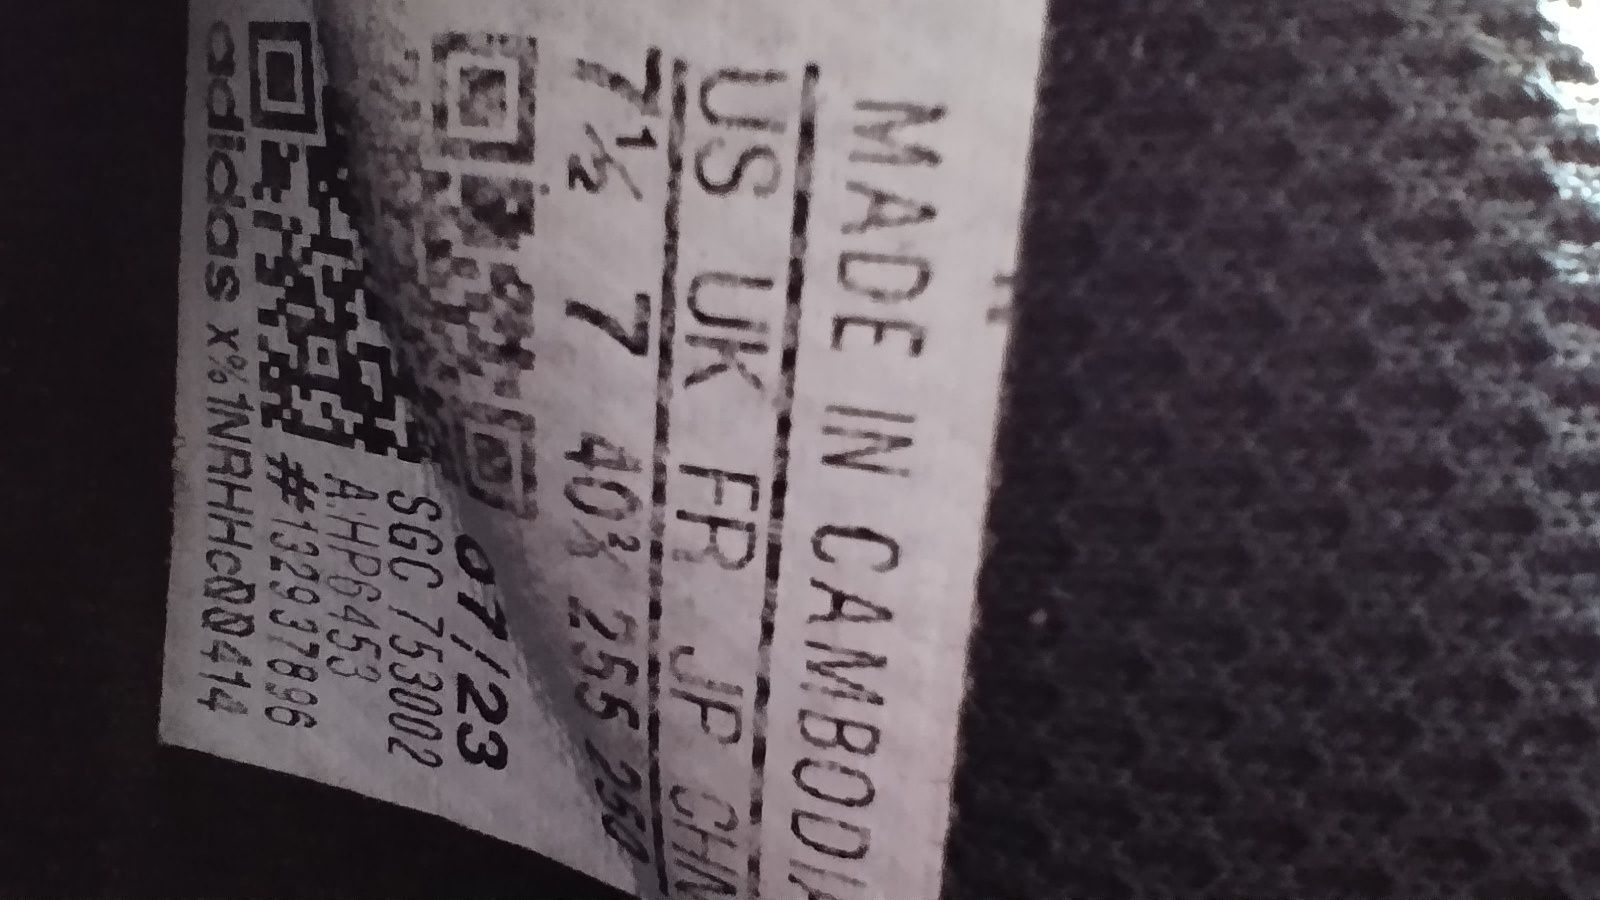 MADE IN CAMBODIA
US UK FR JP CHN
7½ 7 40⅔ 255 250
07/23
SGC 753002
A:HP6453
#132937896
adidas X%1NRHHC00414